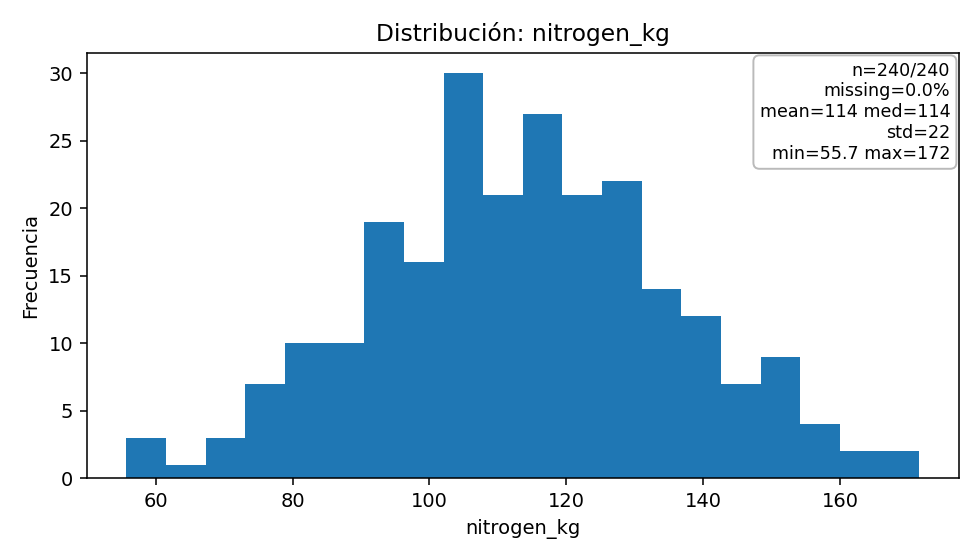 Distribución: nitrogen_kg
n=240/240
missing=0.0%
mean=114 med=114
std=22
min=55.7 max=172
Frecuencia
30
25
20
15
10
5
0
60 80 100 120 140 160
nitrogen_kg